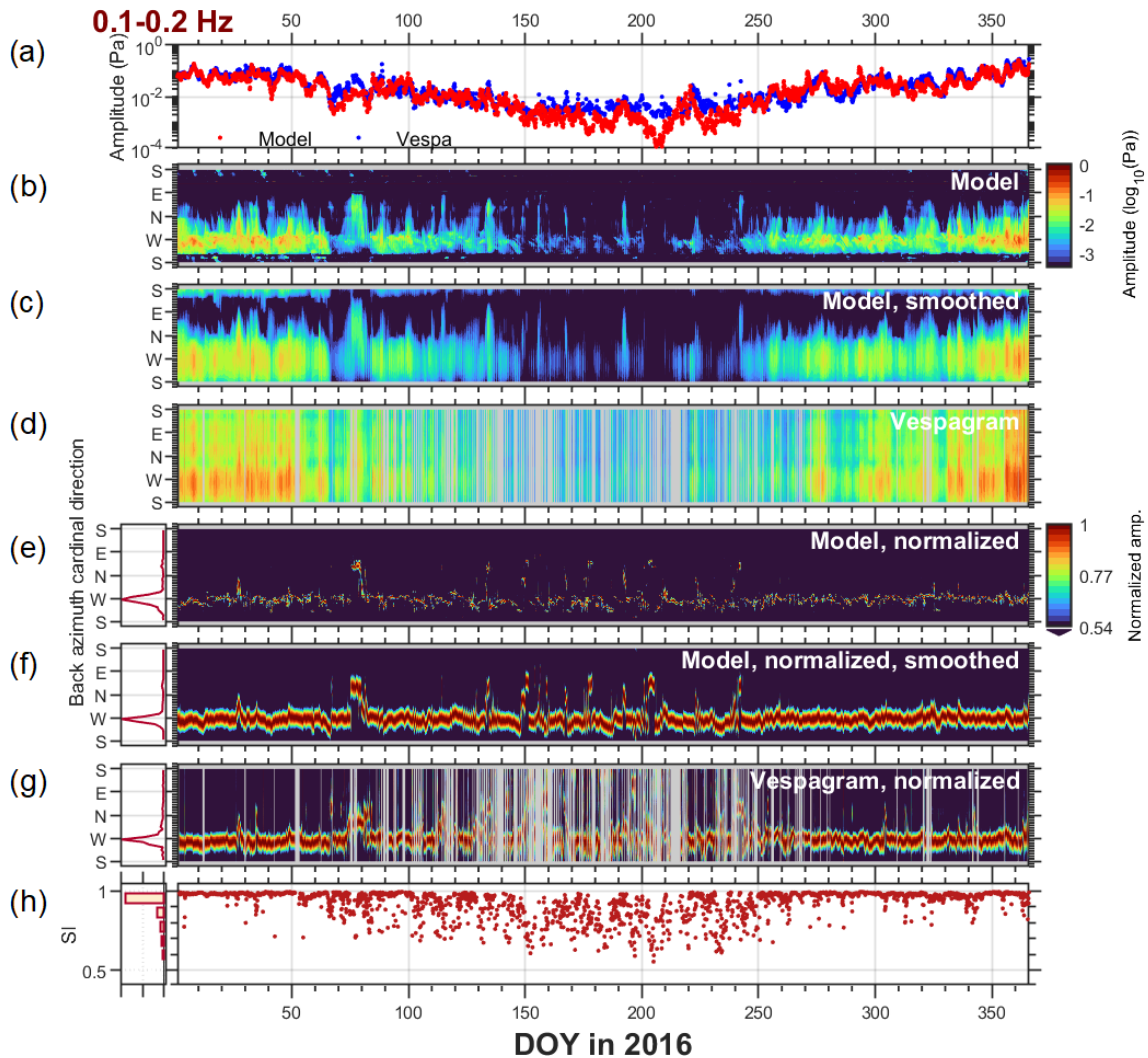 0.1-0.2 Hz
50 100 150 200 250 300 350
(a)
Amplitude (Pa)
10^0
10^-2
10^-4
Model Vespa
(b)
S
E
N
W
S
Model
0
-1
-2
-3
Amplitude (log10(Pa))
(c)
S
E
N
W
S
Model, smoothed
(d)
S
E
N
W
S
Vespagram
Back azimuth cardinal direction
(e)
S
E
N
W
S
Model, normalized
1
0.77
0.54
Normalized amp.
(f)
S
E
N
W
S
Model, normalized, smoothed
(g)
S
E
N
W
S
Vespagram, normalized
(h)
SI
1
0.5
50 100 150 200 250 300 350
DOY in 2016